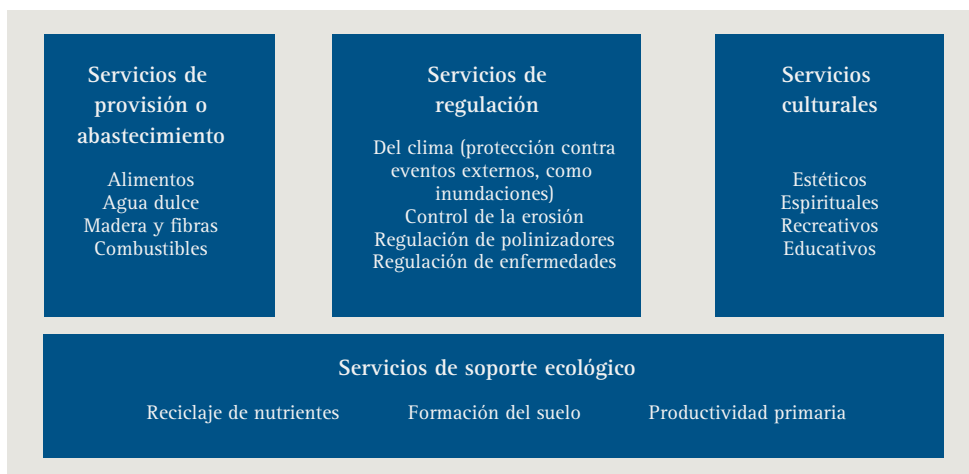 Servicios de
provisión o
abastecimiento
Alimentos
Agua dulce
Madera y fibras
Combustibles
Servicios de
regulación
Del clima (protección contra
eventos externos, como
inundaciones)
Control de la erosión
Regulación de polinizadores
Regulación de enfermedades
Servicios
culturales
Estéticos
Espirituales
Recreativos
Educativos
Servicios de soporte ecológico
Reciclaje de nutrientes Formación del suelo Productividad primaria